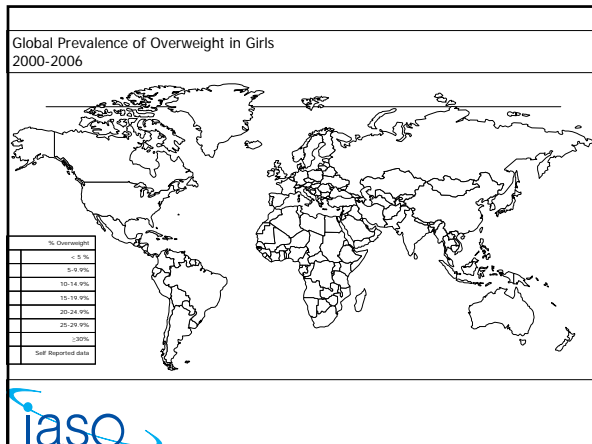 Global Prevalence of Overweight in Girls
2000-2006
% Overweight
< 5 %
5-9.9%
10-14.9%
15-19.9%
20-24.9%
25-29.9%
≥30%
Self Reported data
iaso